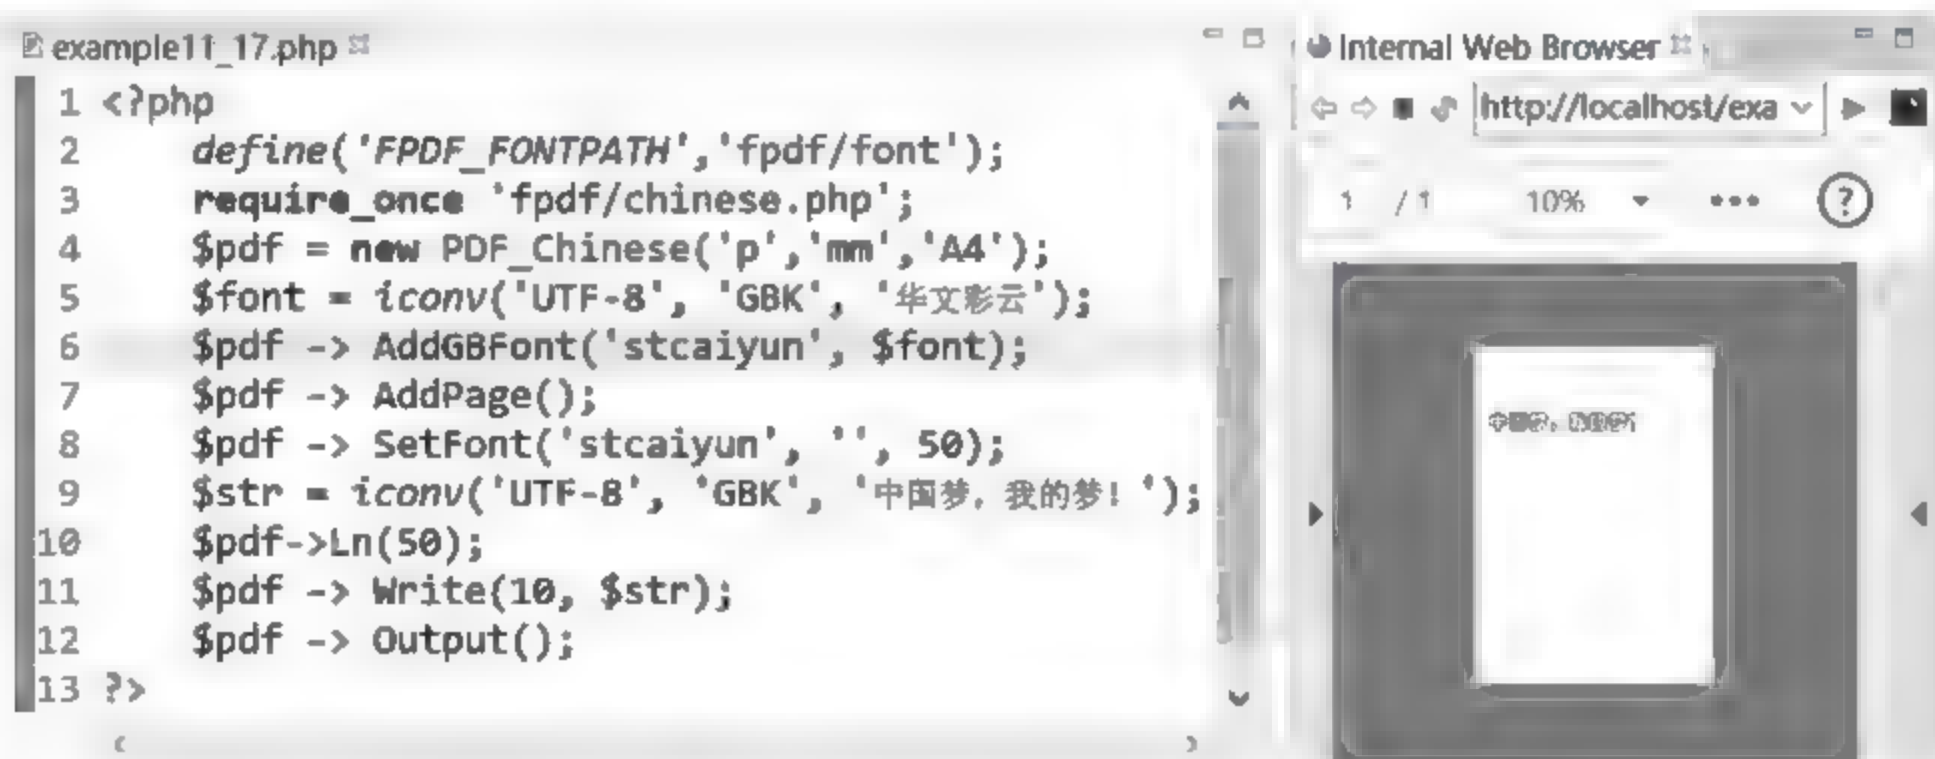 example11_17.php
1 <?php
2 define('FPDF_FONTPATH','fpdf/font');
3 require_once 'fpdf/chinese.php';
4 $pdf = new PDF_Chinese('p','mm','A4');
5 $font = iconv('UTF-8', 'GBK', '华文彩云');
6 $pdf -> AddGBFont('stcaiyun', $font);
7 $pdf -> AddPage();
8 $pdf -> SetFont('stcaiyun', '', 50);
9 $str = iconv('UTF-8', 'GBK', '中国梦，我的梦！');
10 $pdf->Ln(50);
11 $pdf -> Write(10, $str);
12 $pdf -> Output();
13 ?>
Internal Web Browser
http://localhost/exa
1 / 1 10% ••• ?